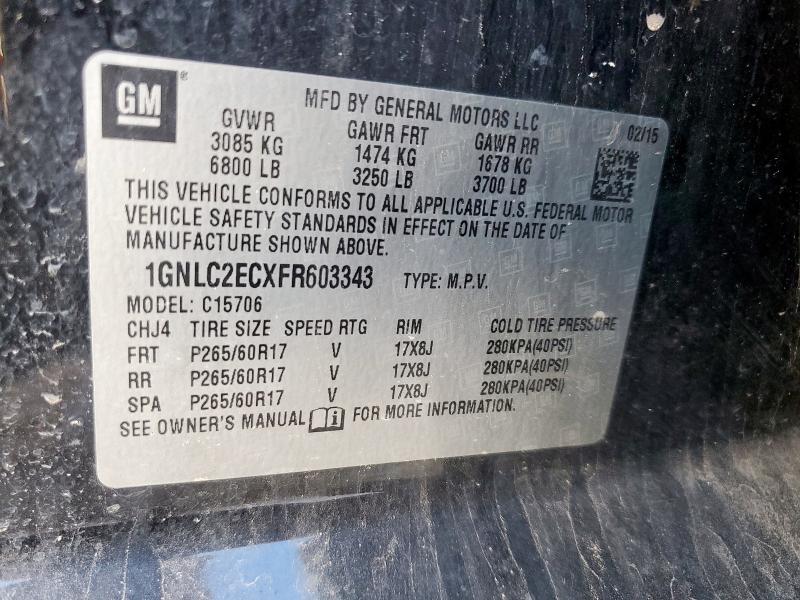 GM ®
MFD BY GENERAL MOTORS LLC
02/15
GVWR GAWR FRT GAWR RR
3085 KG 1474 KG 1678 KG
6800 LB 3250 LB 3700 LB
THIS VEHICLE CONFORMS TO ALL APPLICABLE U.S. FEDERAL MOTOR
VEHICLE SAFETY STANDARDS IN EFFECT ON THE DATE OF
MANUFACTURE SHOWN ABOVE.
1GNLC2ECXFR603343 TYPE: M.P.V.
MODEL: C15706
CHJ4 TIRE SIZE SPEED RTG RIM COLD TIRE PRESSURE
FRT P265/60R17 V 17X8J 280KPA(40PSI)
RR P265/60R17 V 17X8J 280KPA(40PSI)
SPA P265/60R17 V 17X8J 280KPA(40PSI)
SEE OWNER'S MANUAL i FOR MORE INFORMATION.